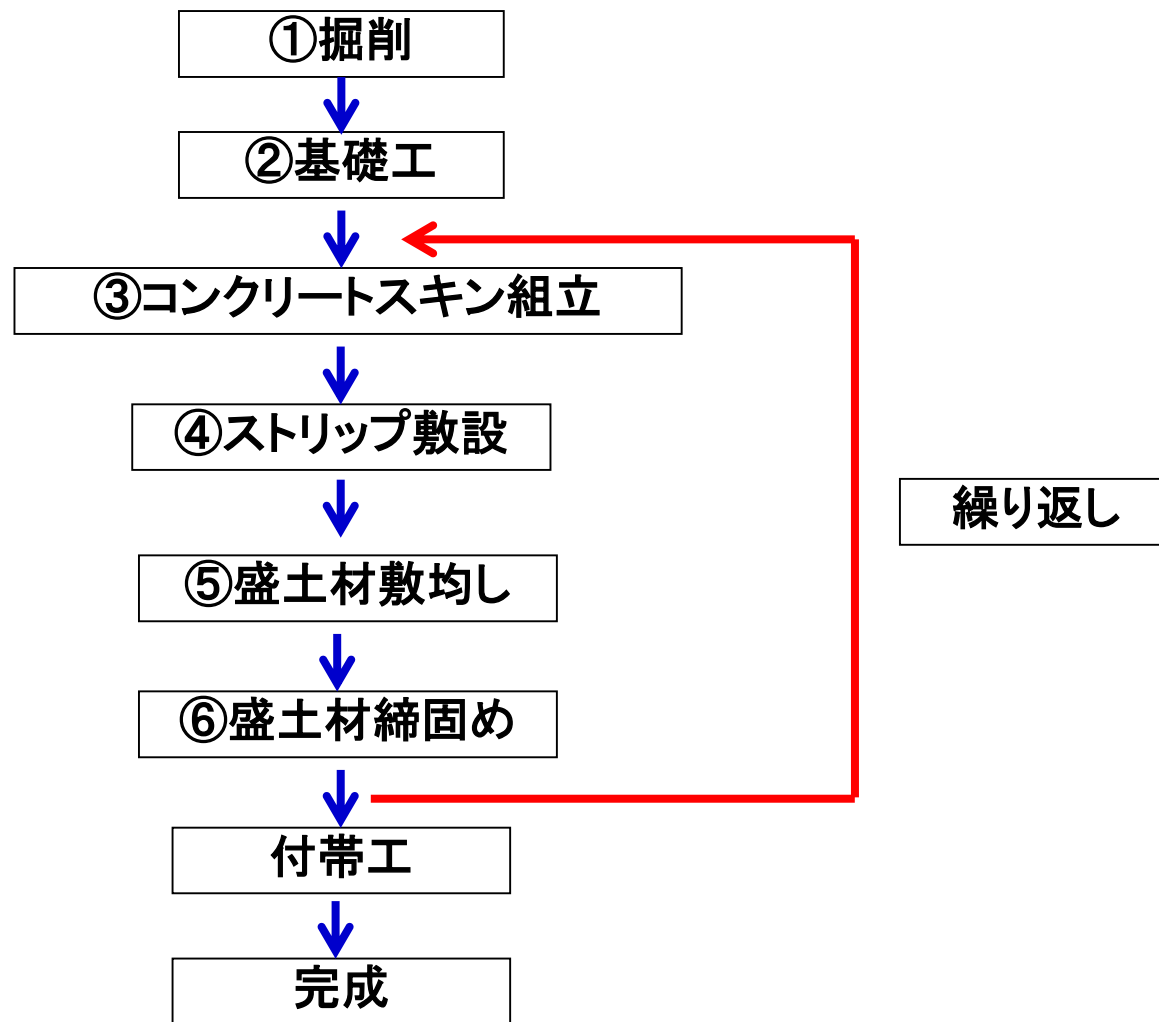 ①掘削
②基礎工
③コンクリートスキン組立
④ストリップ敷設
繰り返し
⑤盛土材敷均し
⑥盛土材締固め
付帯工
完成